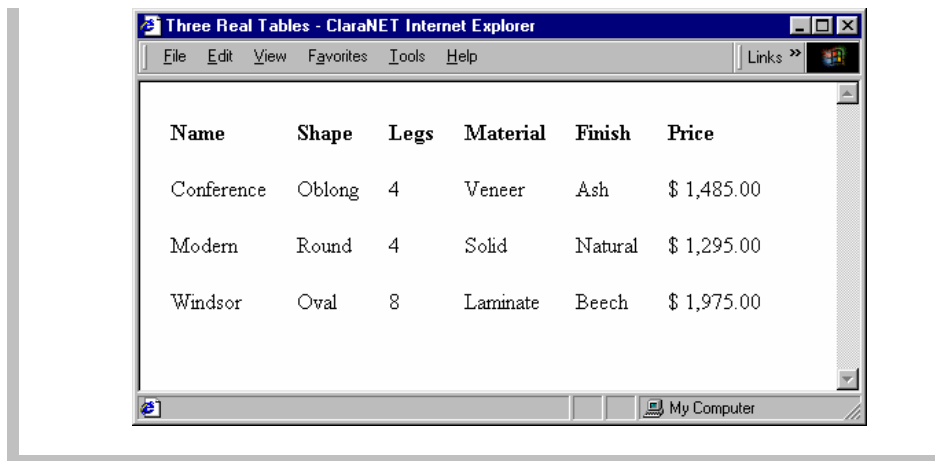 Three Real Tables - ClaraNET Internet Explorer
File Edit View Favorites Tools Help Links »
Name Shape Legs Material Finish Price
Conference Oblong 4 Veneer Ash $ 1,485.00
Modern Round 4 Solid Natural $ 1,295.00
Windsor Oval 8 Laminate Beech $ 1,975.00
My Computer